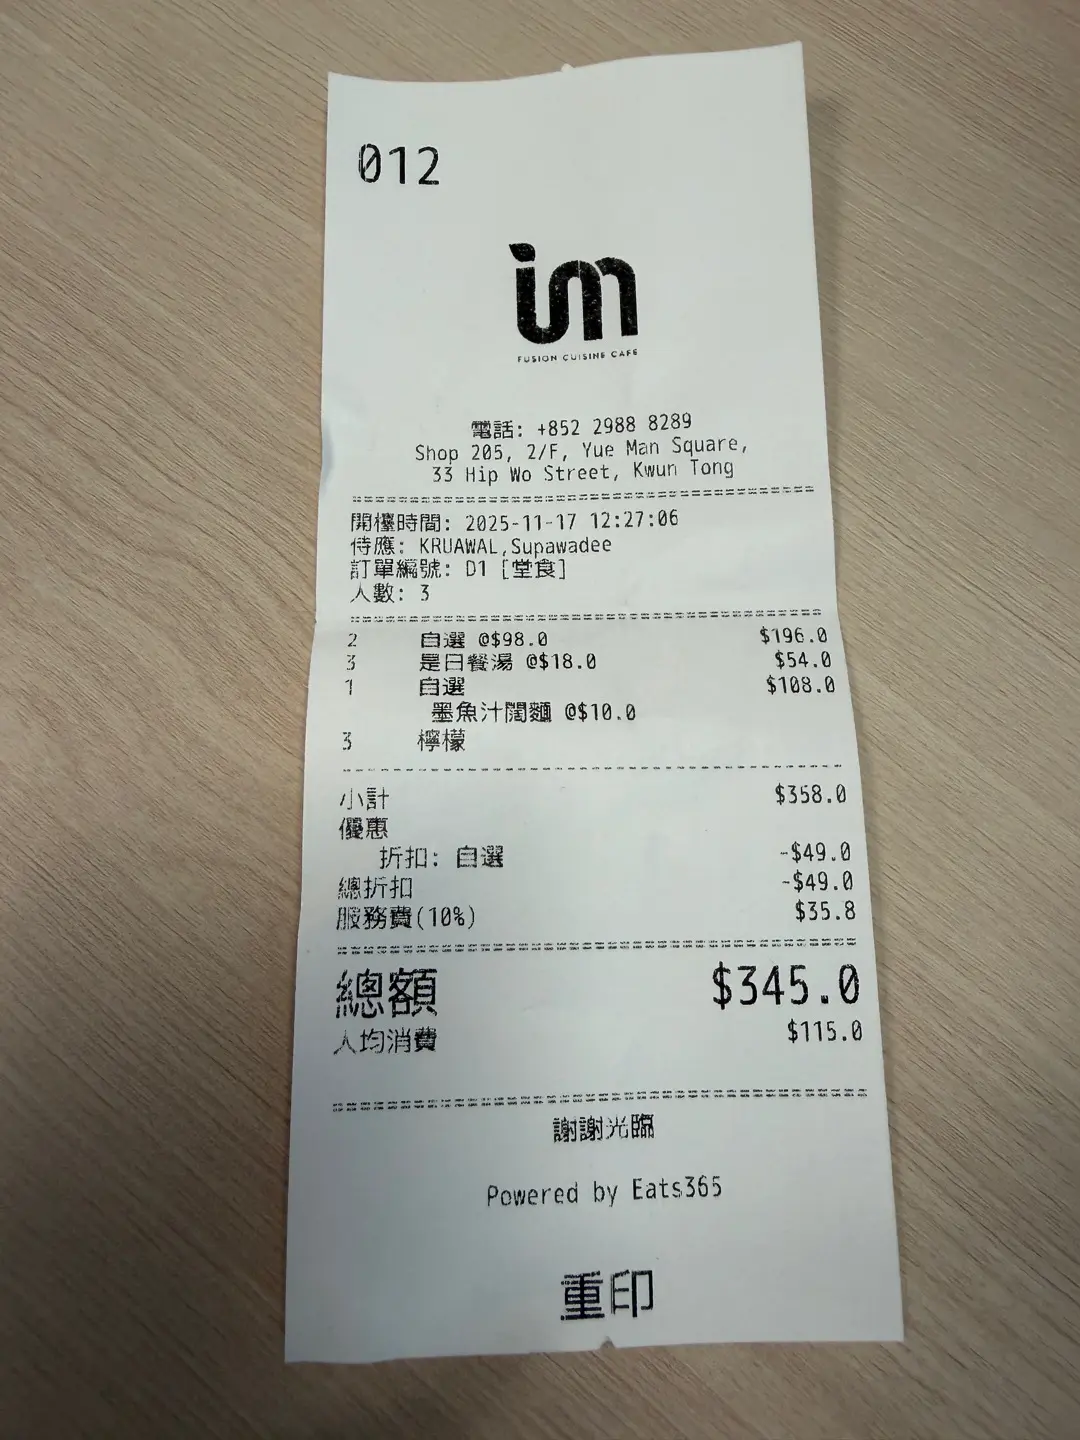 012
im
FUSION CUISINE CAFE
電話: +852 2988 8289
Shop 205, 2/F, Yue Man Square,
33 Hip Wo Street, Kwun Tong
開檯時間: 2025-11-17 12:27:06
侍應: KRUAWAL,Supawadee
訂單編號: D1 [堂食]
人數: 3
2 自選 @$98.0 $196.0
3 是日餐湯 @$18.0 $54.0
1 自選 $108.0
墨魚汁闊麵 @$10.0
3 檸檬
小計 $358.0
優惠
折扣: 自選 -$49.0
總折扣 -$49.0
服務費(10%) $35.8
總額 $345.0
人均消費 $115.0
謝謝光臨
Powered by Eats365
重印